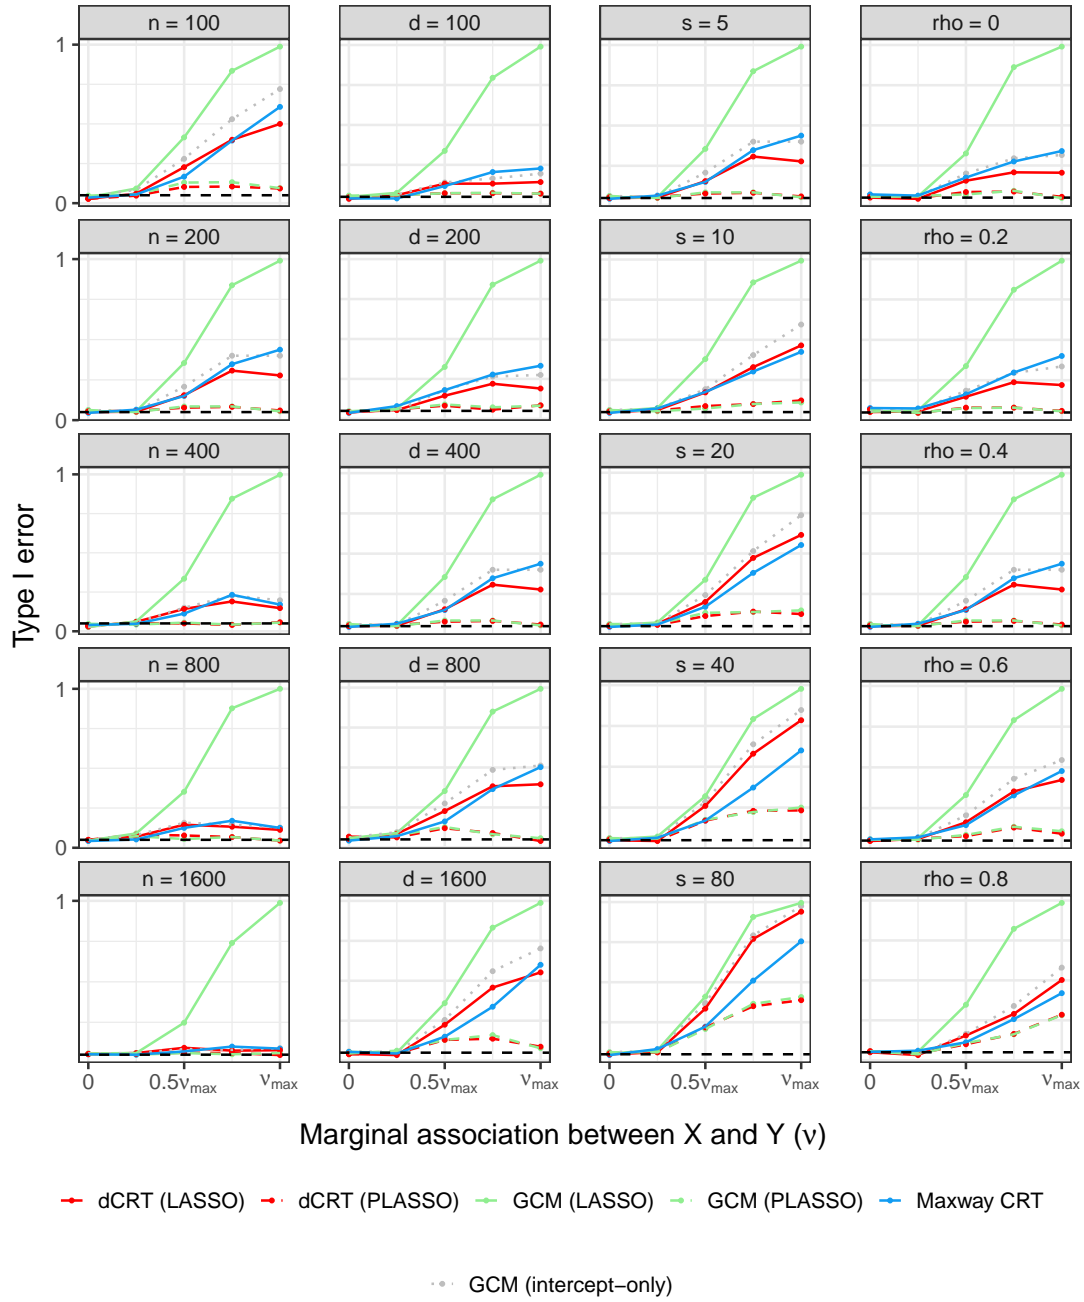 n = 100 d = 100 s = 5 rho = 0
1
0
n = 200 d = 200 s = 10 rho = 0.2
1
0
n = 400 d = 400 s = 20 rho = 0.4
1
0
n = 800 d = 800 s = 40 rho = 0.6
1
0
n = 1600 d = 1600 s = 80 rho = 0.8
1
Type I error
0 0.5νmax νmax 0 0.5νmax νmax 0 0.5νmax νmax 0 0.5νmax νmax
Marginal association between X and Y (ν)
dCRT (LASSO) dCRT (PLASSO) GCM (LASSO) GCM (PLASSO) Maxway CRT
GCM (intercept−only)